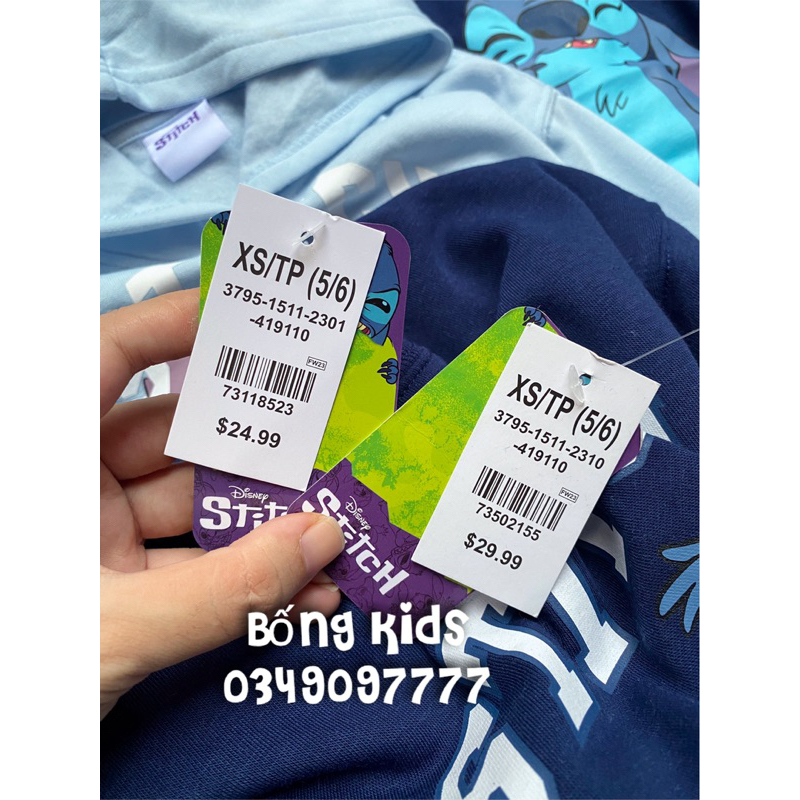 Stitch
XS/TP (5/6)
3795-1511-2301
-419110
FW23
73118523
$24.99
Disney
Stitc
XS/TP (5/6)
3795-1511-2310
-419110
FW23
73502155
$29.99
Disney
Stitch
Bống Kids
0349097777